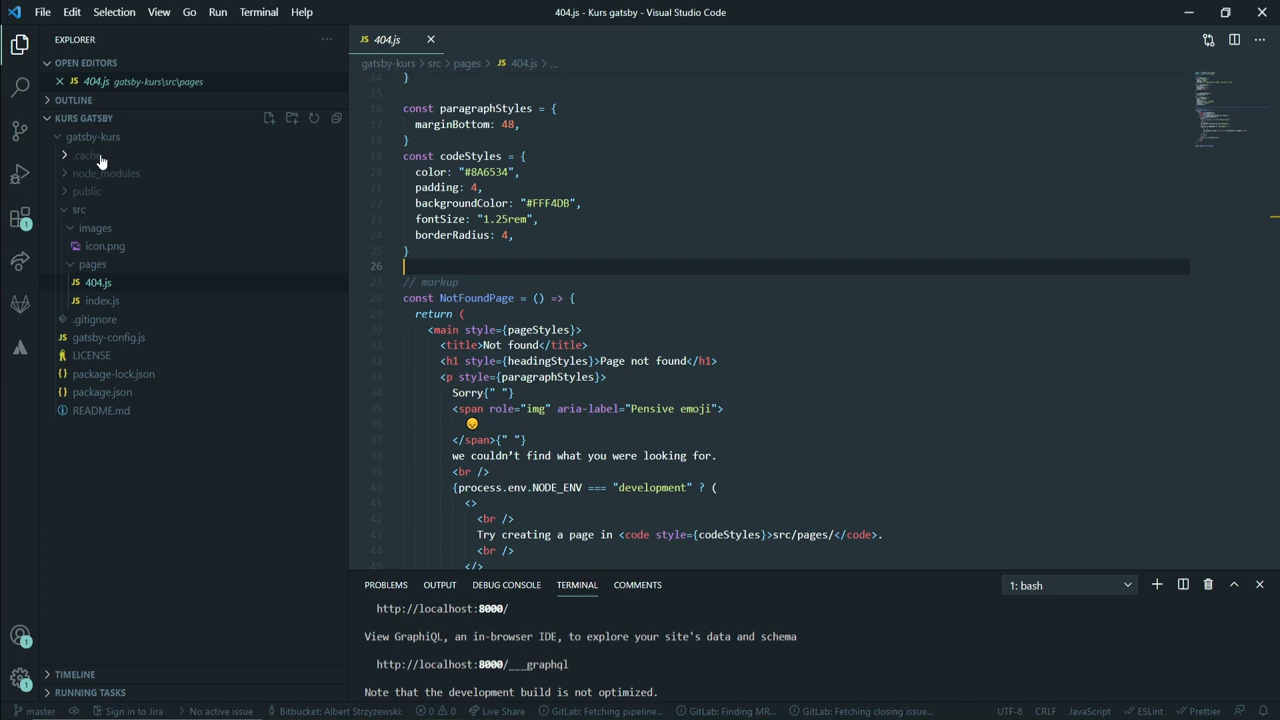 File Edit Selection View Go Run Terminal Help
404.js - Kurs gatsby - Visual Studio Code
EXPLORER
OPEN EDITORS
JS 404.js gatsby-kurs\src\pages
OUTLINE
KURS GATSBY
gatsby-kurs
.cache
node_modules
public
src
images
icon.png
pages
JS 404.js
JS index.js
.gitignore
JS gatsby-config.js
LICENSE
{} package-lock.json
{} package.json
README.md
TIMELINE
RUNNING TASKS
JS 404.js
gatsby-kurs > src > pages > JS 404.js > ...
14 }
15
16 const paragraphStyles = {
17 marginBottom: 48,
18 }
19 const codeStyles = {
20 color: "#8A6534",
21 padding: 4,
22 backgroundColor: "#FFF4DB",
23 fontSize: "1.25rem",
24 borderRadius: 4,
25 }
26
27 // markup
28 const NotFoundPage = () => {
29 return (
30 <main style={pageStyles}>
31 <title>Not found</title>
32 <h1 style={headingStyles}>Page not found</h1>
33 <p style={paragraphStyles}>
34 Sorry{" "}
35 <span role="img" aria-label="Pensive emoji">
36 😔
37 </span>{" "}
38 we couldn’t find what you were looking for.
39 <br />
40 {process.env.NODE_ENV === "development" ? (
41 <>
42 <br />
43 Try creating a page in <code style={codeStyles}>src/pages/</code>.
44 <br />
45 </>
PROBLEMS OUTPUT DEBUG CONSOLE TERMINAL COMMENTS
1: bash
http://localhost:8000/
View GraphiQL, an in-browser IDE, to explore your site's data and schema
http://localhost:8000/___graphql
Note that the development build is not optimized.
master Sign in to Jira No active issue Bitbucket: Albert Strzyżewski: 0 0 Live Share GitLab: Fetching pipeline... GitLab: Finding MR... GitLab: Fetching closing issue... UTF-8 CRLF JavaScript ESLint Prettier
1
1
1